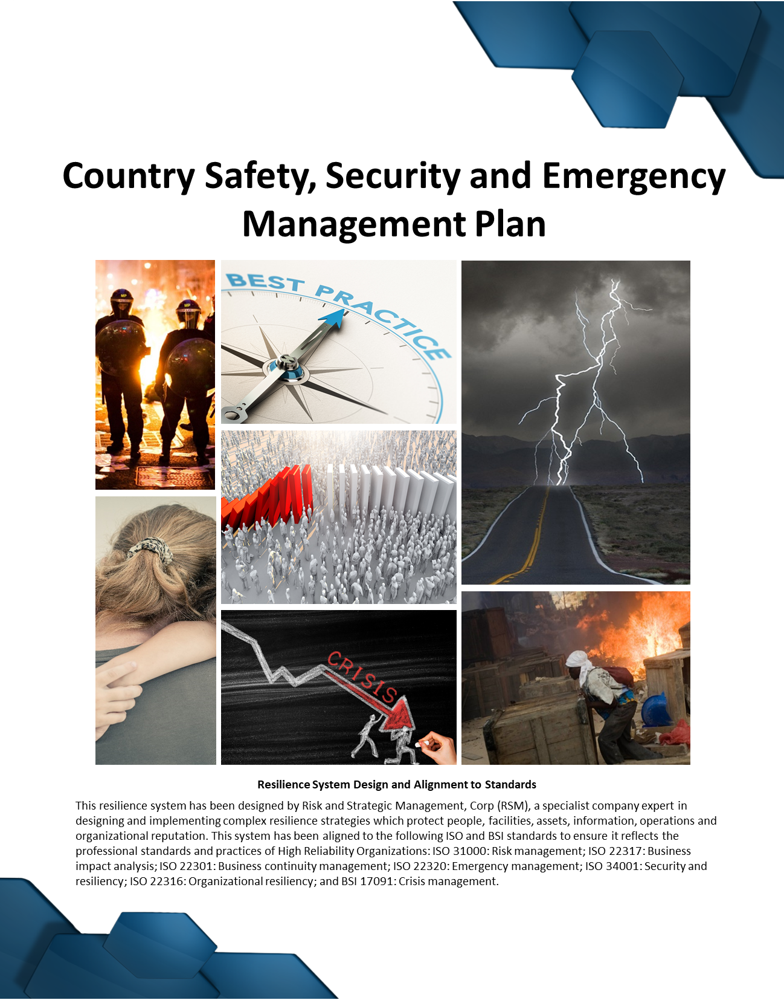 Country Safety, Security and Emergency
Management Plan
MP
MP
BEST PRACTICE
CRISIS
Resilience System Design and Alignment to Standards
This resilience system has been designed by Risk and Strategic Management, Corp (RSM), a specialist company expert in
designing and implementing complex resilience strategies which protect people, facilities, assets, information, operations and
organizational reputation. This system has been aligned to the following ISO and BSI standards to ensure it reflects the
professional standards and practices of High Reliability Organizations: ISO 31000: Risk management; ISO 22317: Business
impact analysis; ISO 22301: Business continuity management; ISO 22320: Emergency management; ISO 34001: Security and
resiliency; ISO 22316: Organizational resiliency; and BSI 17091: Crisis management.